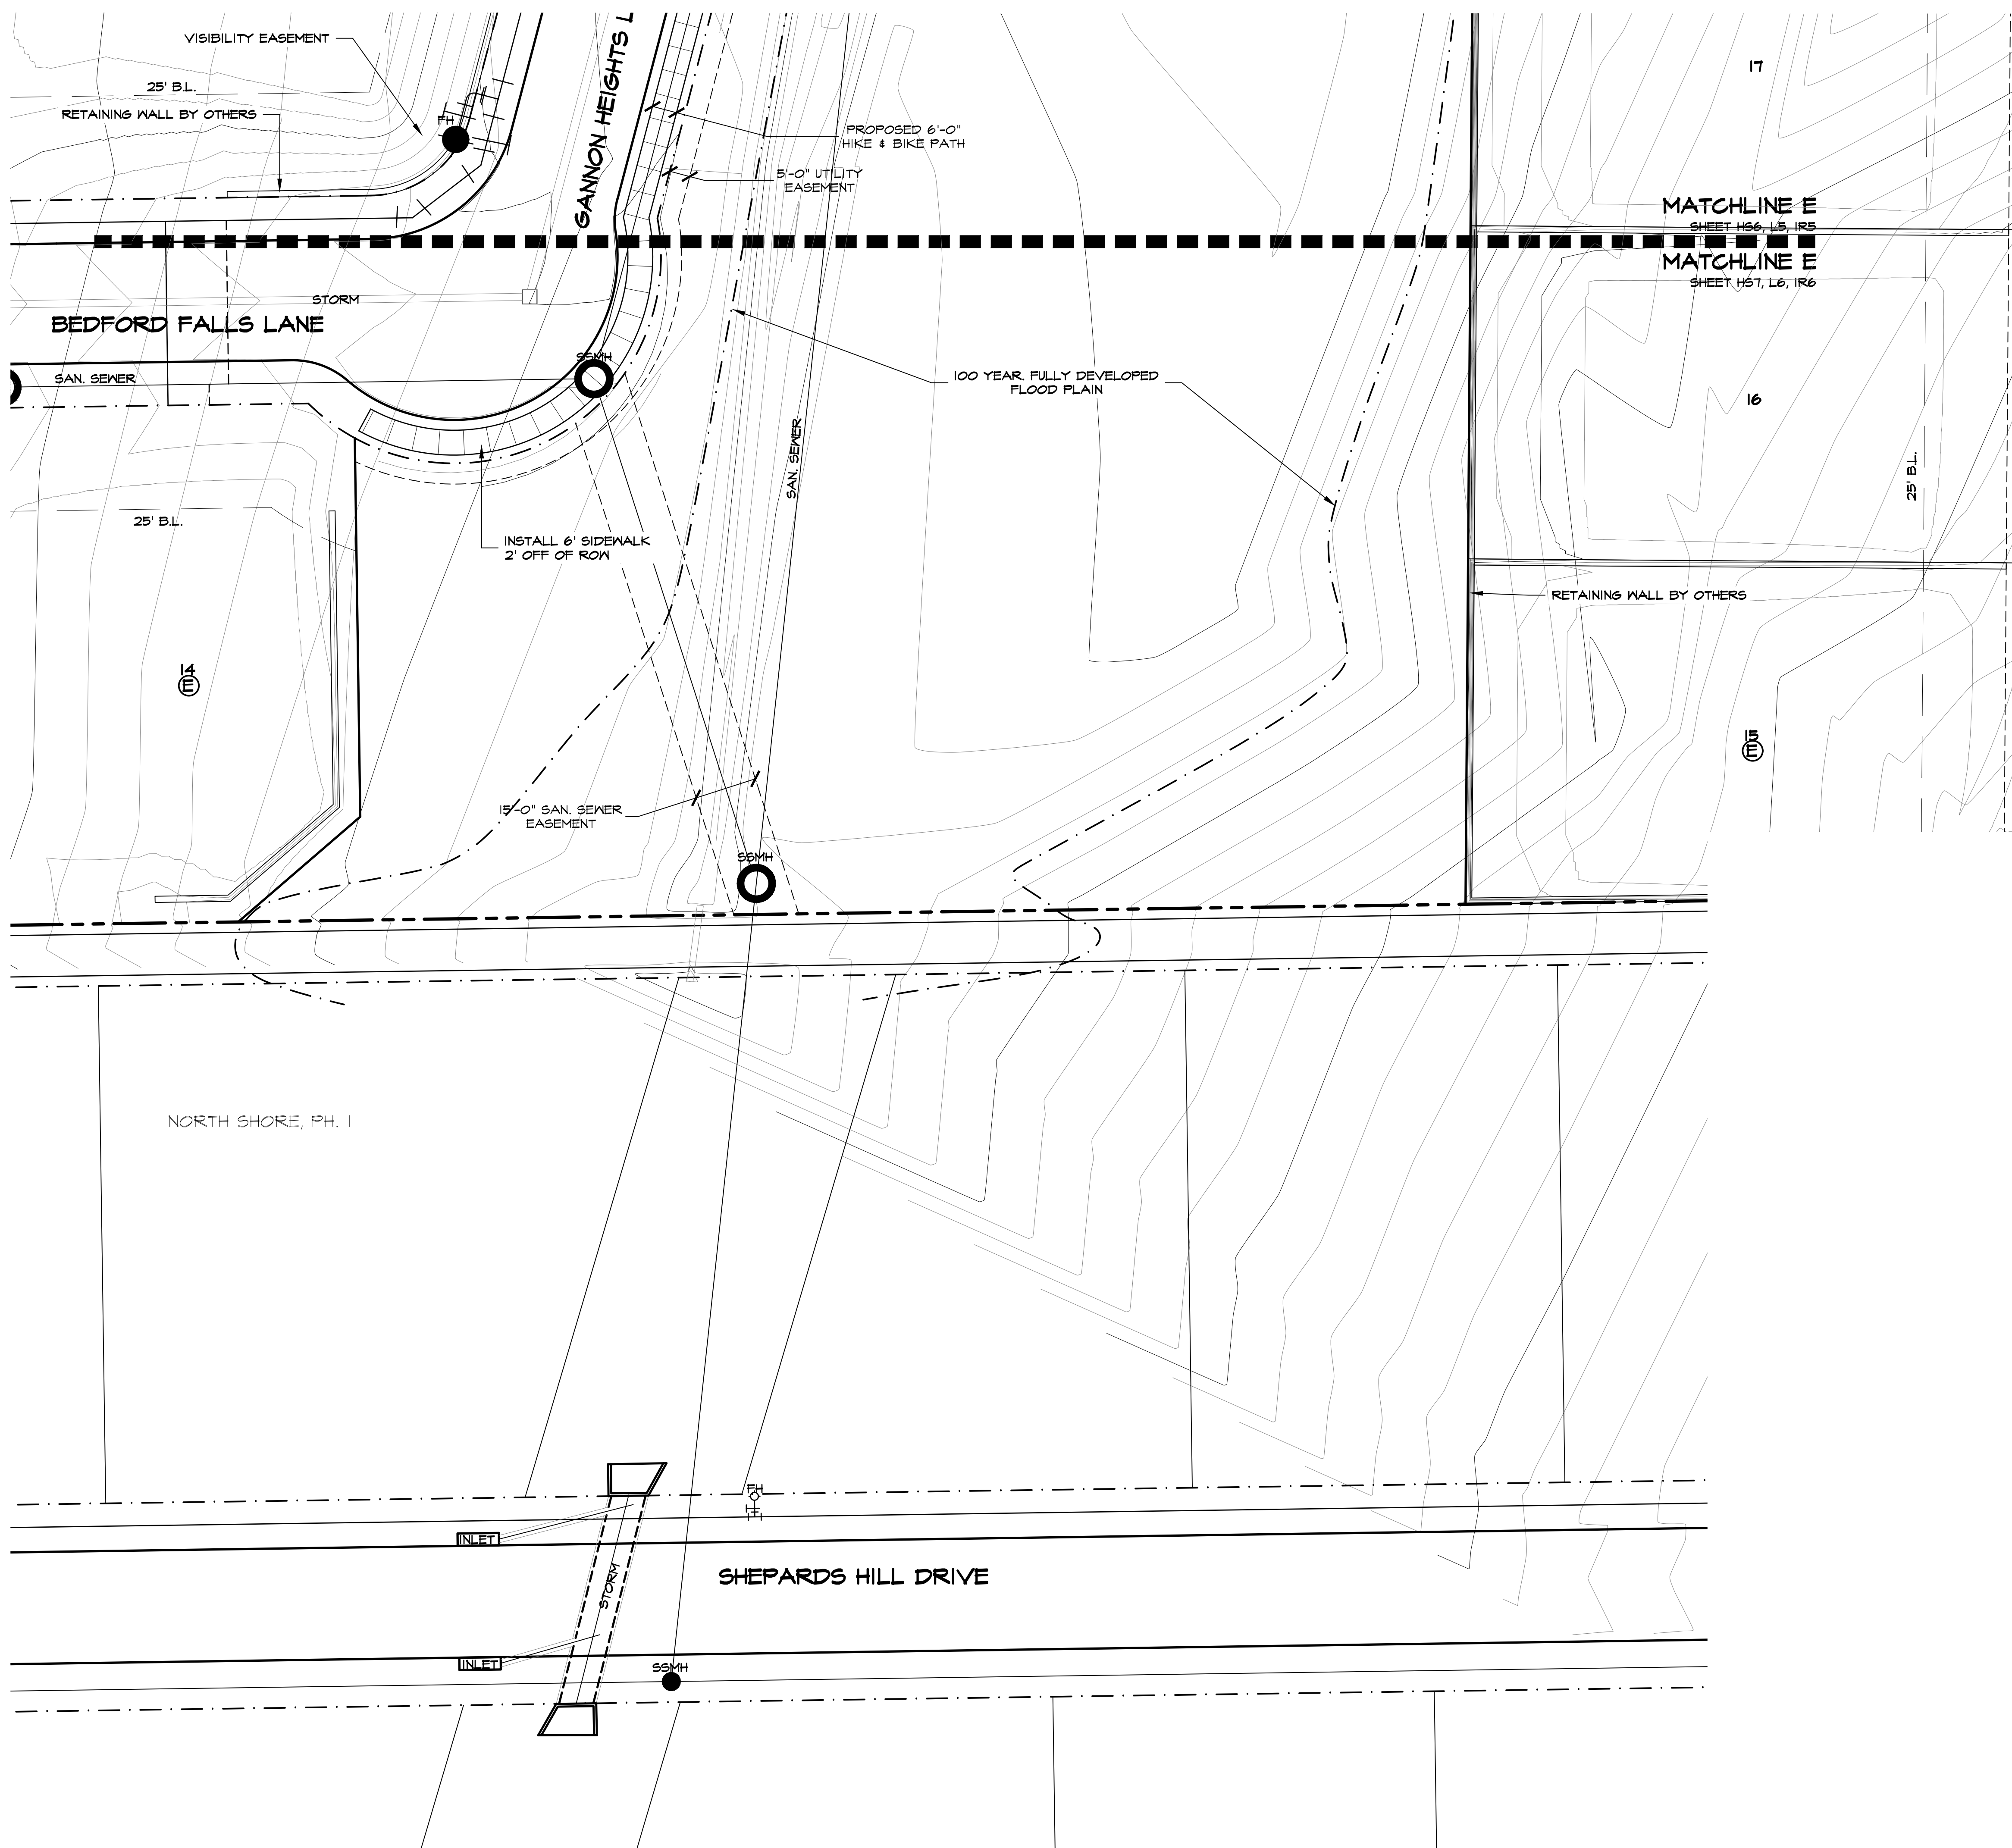 VISIBILITY EASEMENT
25' B.L.
RETAINING WALL BY OTHERS
FH
GANNON HEIGHTS L
PROPOSED 6'-0"
HIKE & BIKE PATH
5'-0" UTILITY
EASEMENT
17
MATCHLINE E
SHEET HS6, L5, IR5
MATCHLINE E
SHEET HS7, L6, IR6
STORM
BEDFORD FALLS LANE
SSMH
SAN. SEWER
100 YEAR. FULLY DEVELOPED
FLOOD PLAIN
16
SAN. SEWER
25' B.L.
25' B.L.
INSTALL 6' SIDEWALK
2' OFF OF ROW
RETAINING WALL BY OTHERS
14
E
15
E
15'-0" SAN. SEWER
EASEMENT
SSMH
NORTH SHORE, PH. I
FH
INLET
SHEPARDS HILL DRIVE
STORM
INLET
SSMH